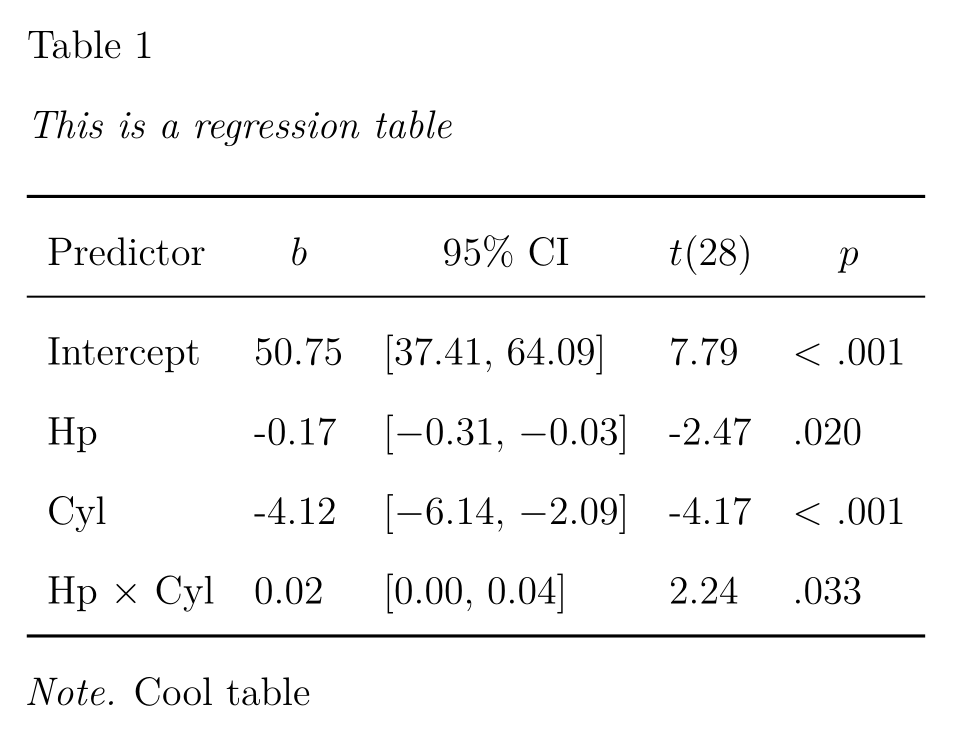 Table 1
This is a regression table
Predictor b 95% CI t(28) p
Intercept 50.75 [37.41, 64.09] 7.79 < .001
Hp -0.17 [−0.31, −0.03] -2.47 .020
Cyl -4.12 [−6.14, −2.09] -4.17 < .001
Hp × Cyl 0.02 [0.00, 0.04] 2.24 .033
Note. Cool table